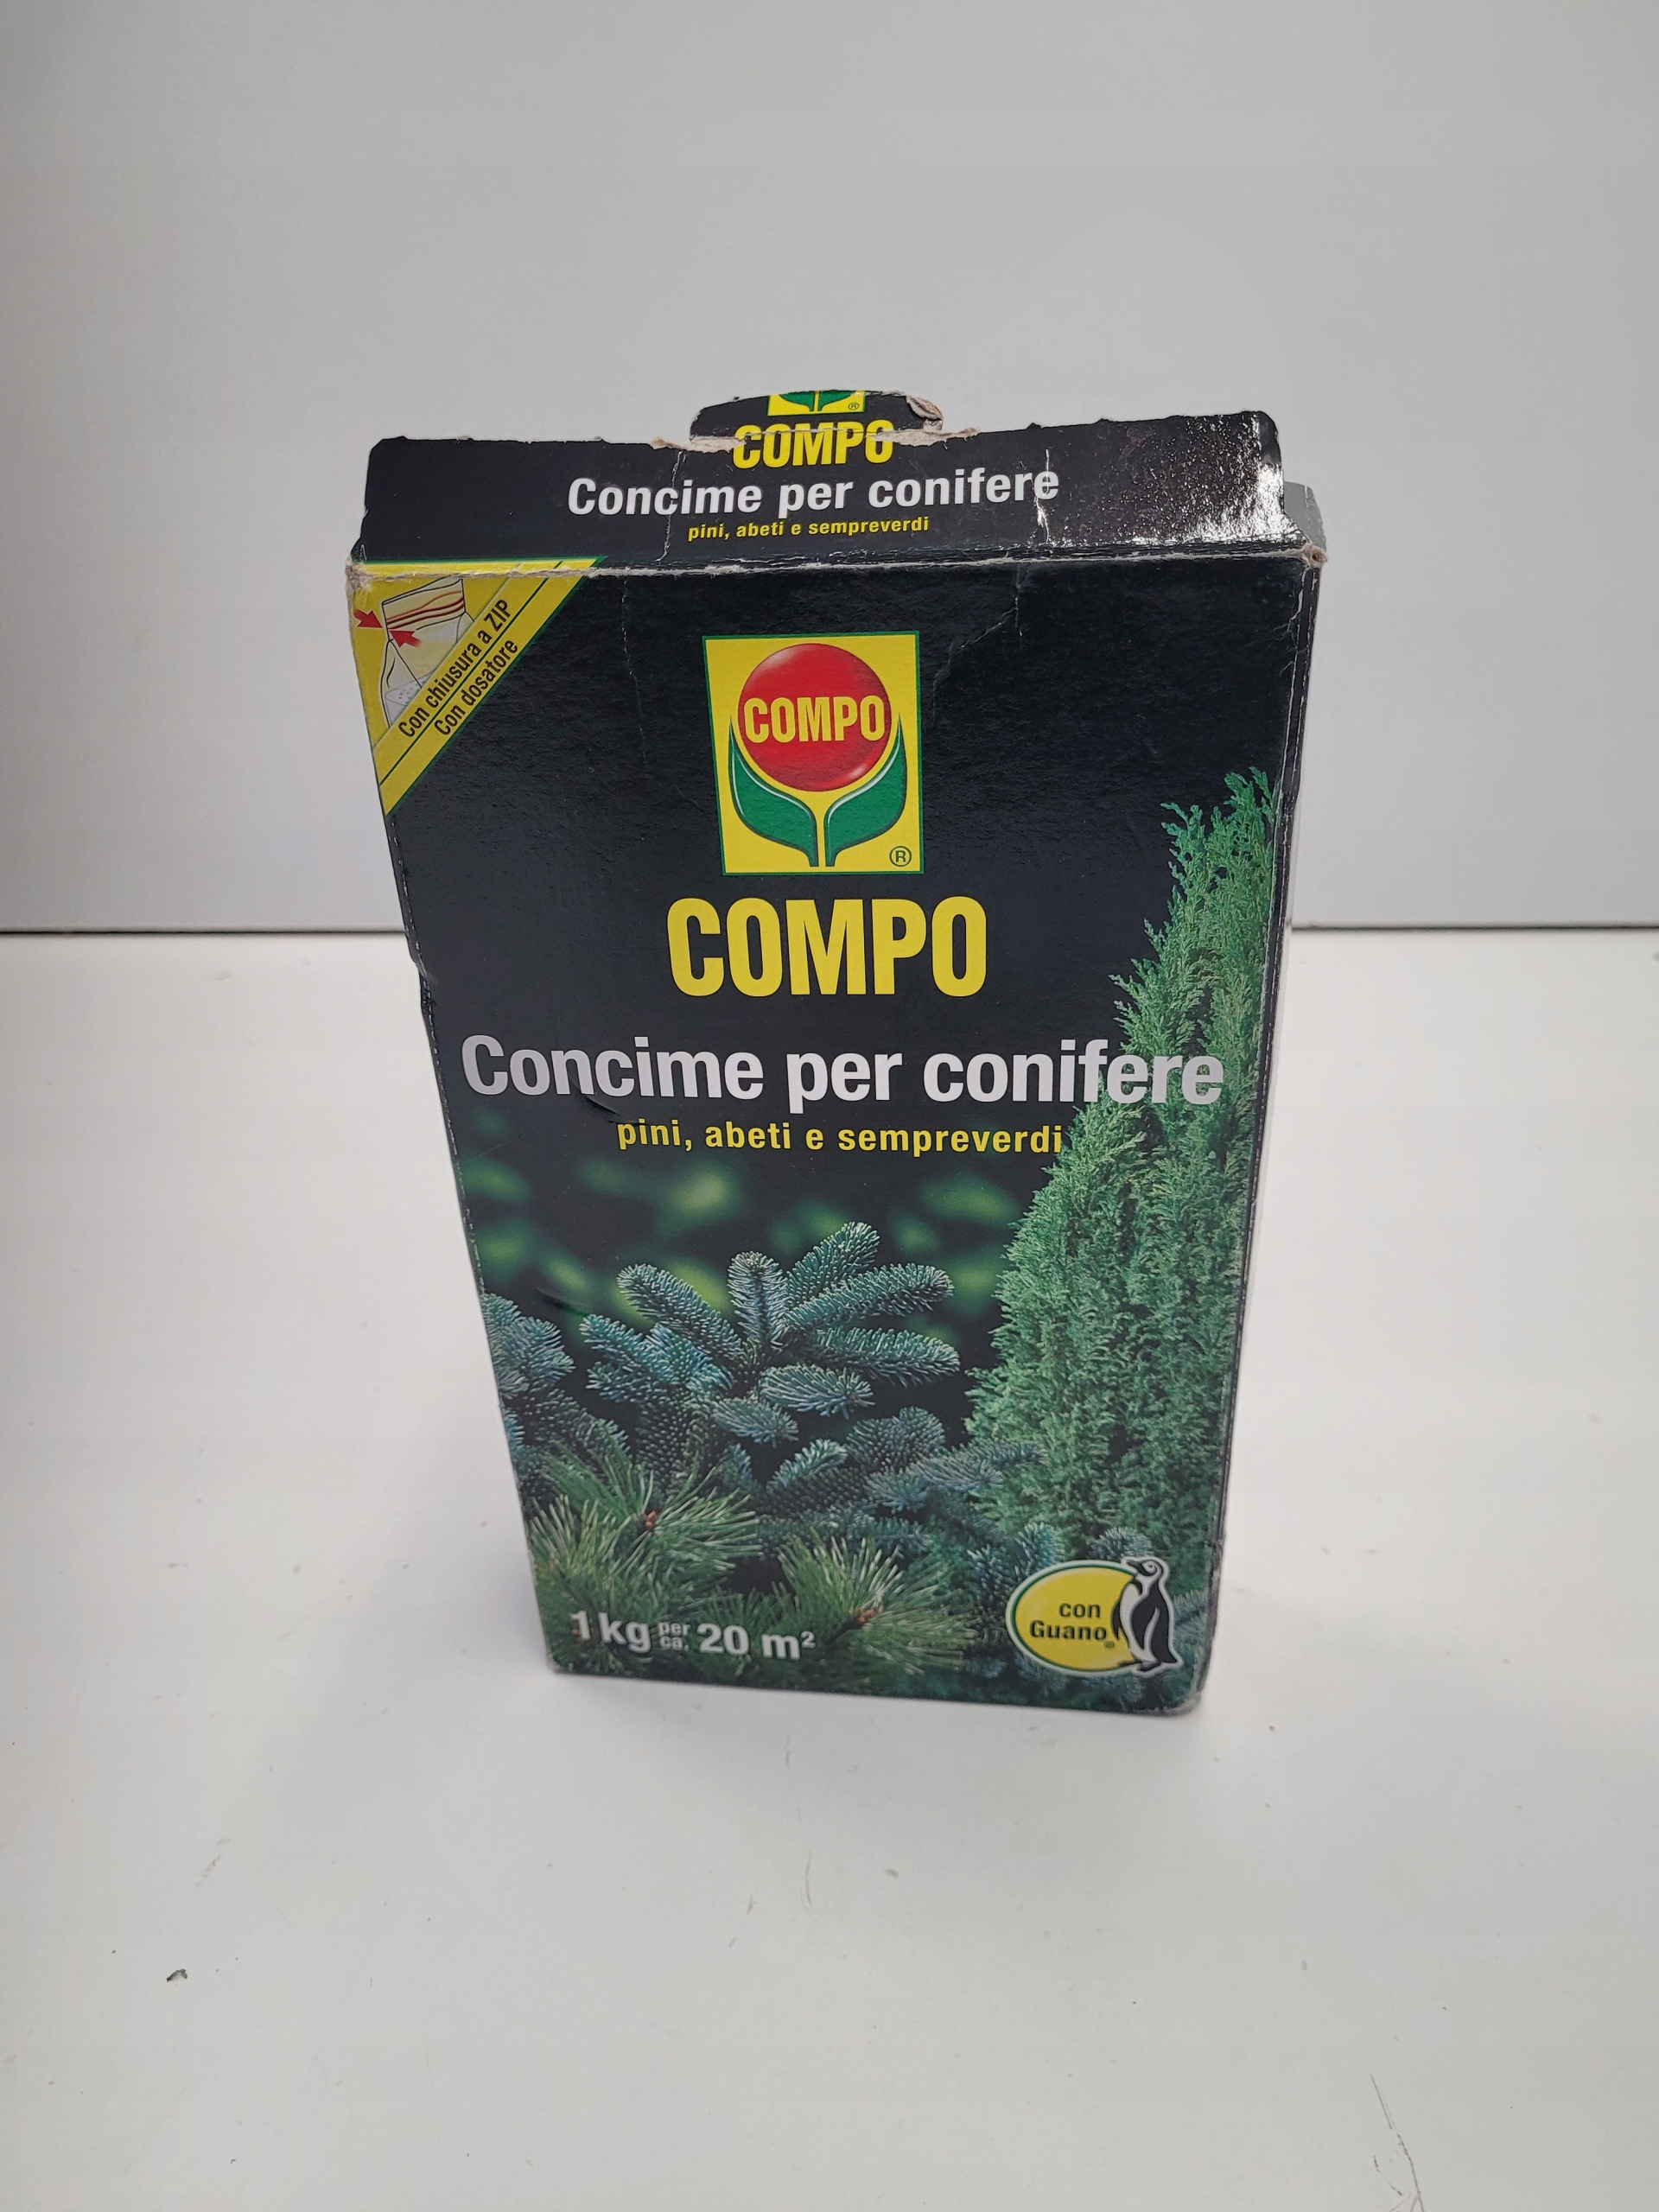 COMPO
Concime per conifere
pini, abeti e sempreverdi
Con chiusura a ZIP
Con dosatore
COMPO
®
COMPO
Concime per conifere
pini, abeti e sempreverdi
1 kg per ca. 20 m²
con
Guano®